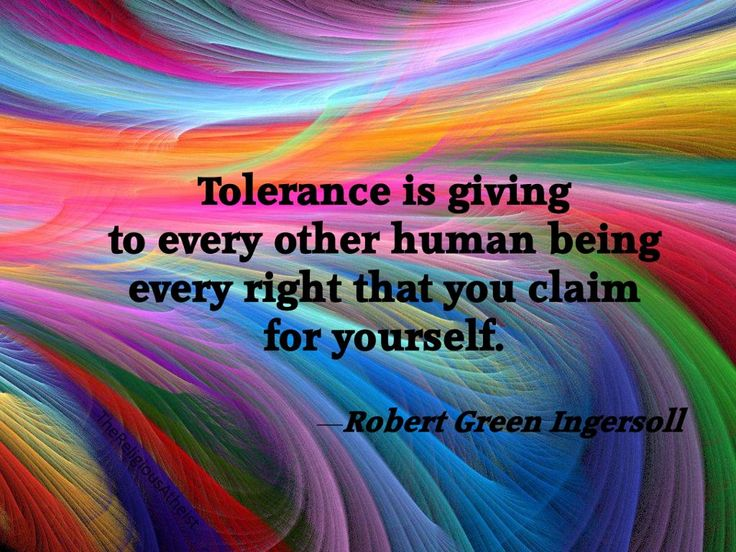 Tolerance is giving
to every other human being
every right that you claim
for yourself.
—Robert Green Ingersoll
TheReligiousAtheist